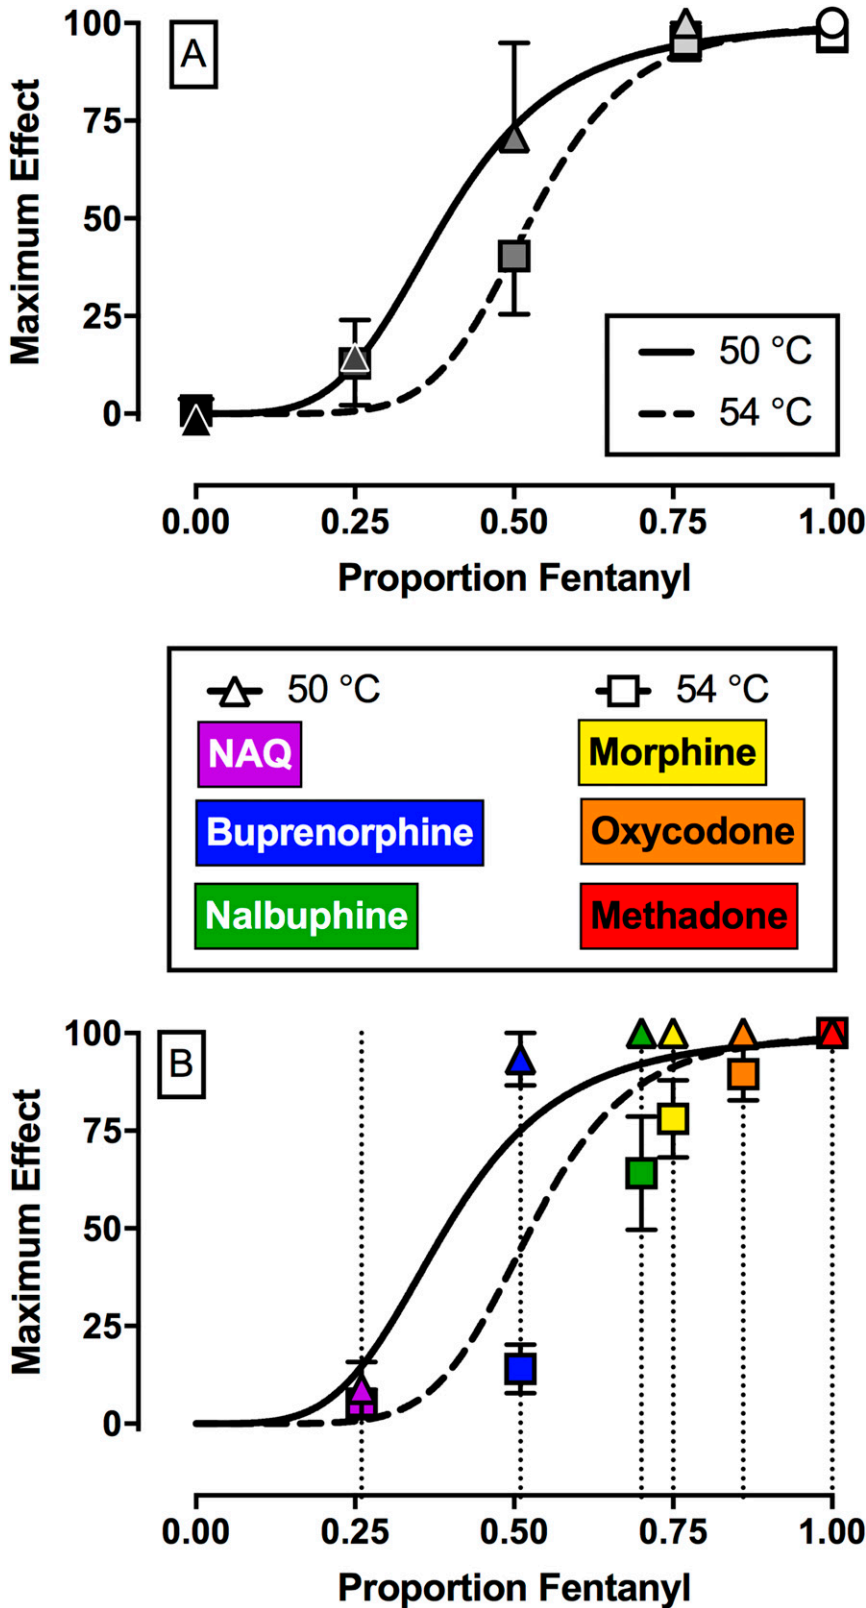 A
Maximum Effect
100
75
50
25
0
50 °C
54 °C
0.00 0.25 0.50 0.75 1.00
Proportion Fentanyl
50 °C 54 °C
NAQ Morphine
Buprenorphine Oxycodone
Nalbuphine Methadone
B
Maximum Effect
100
75
50
25
0
0.00 0.25 0.50 0.75 1.00
Proportion Fentanyl